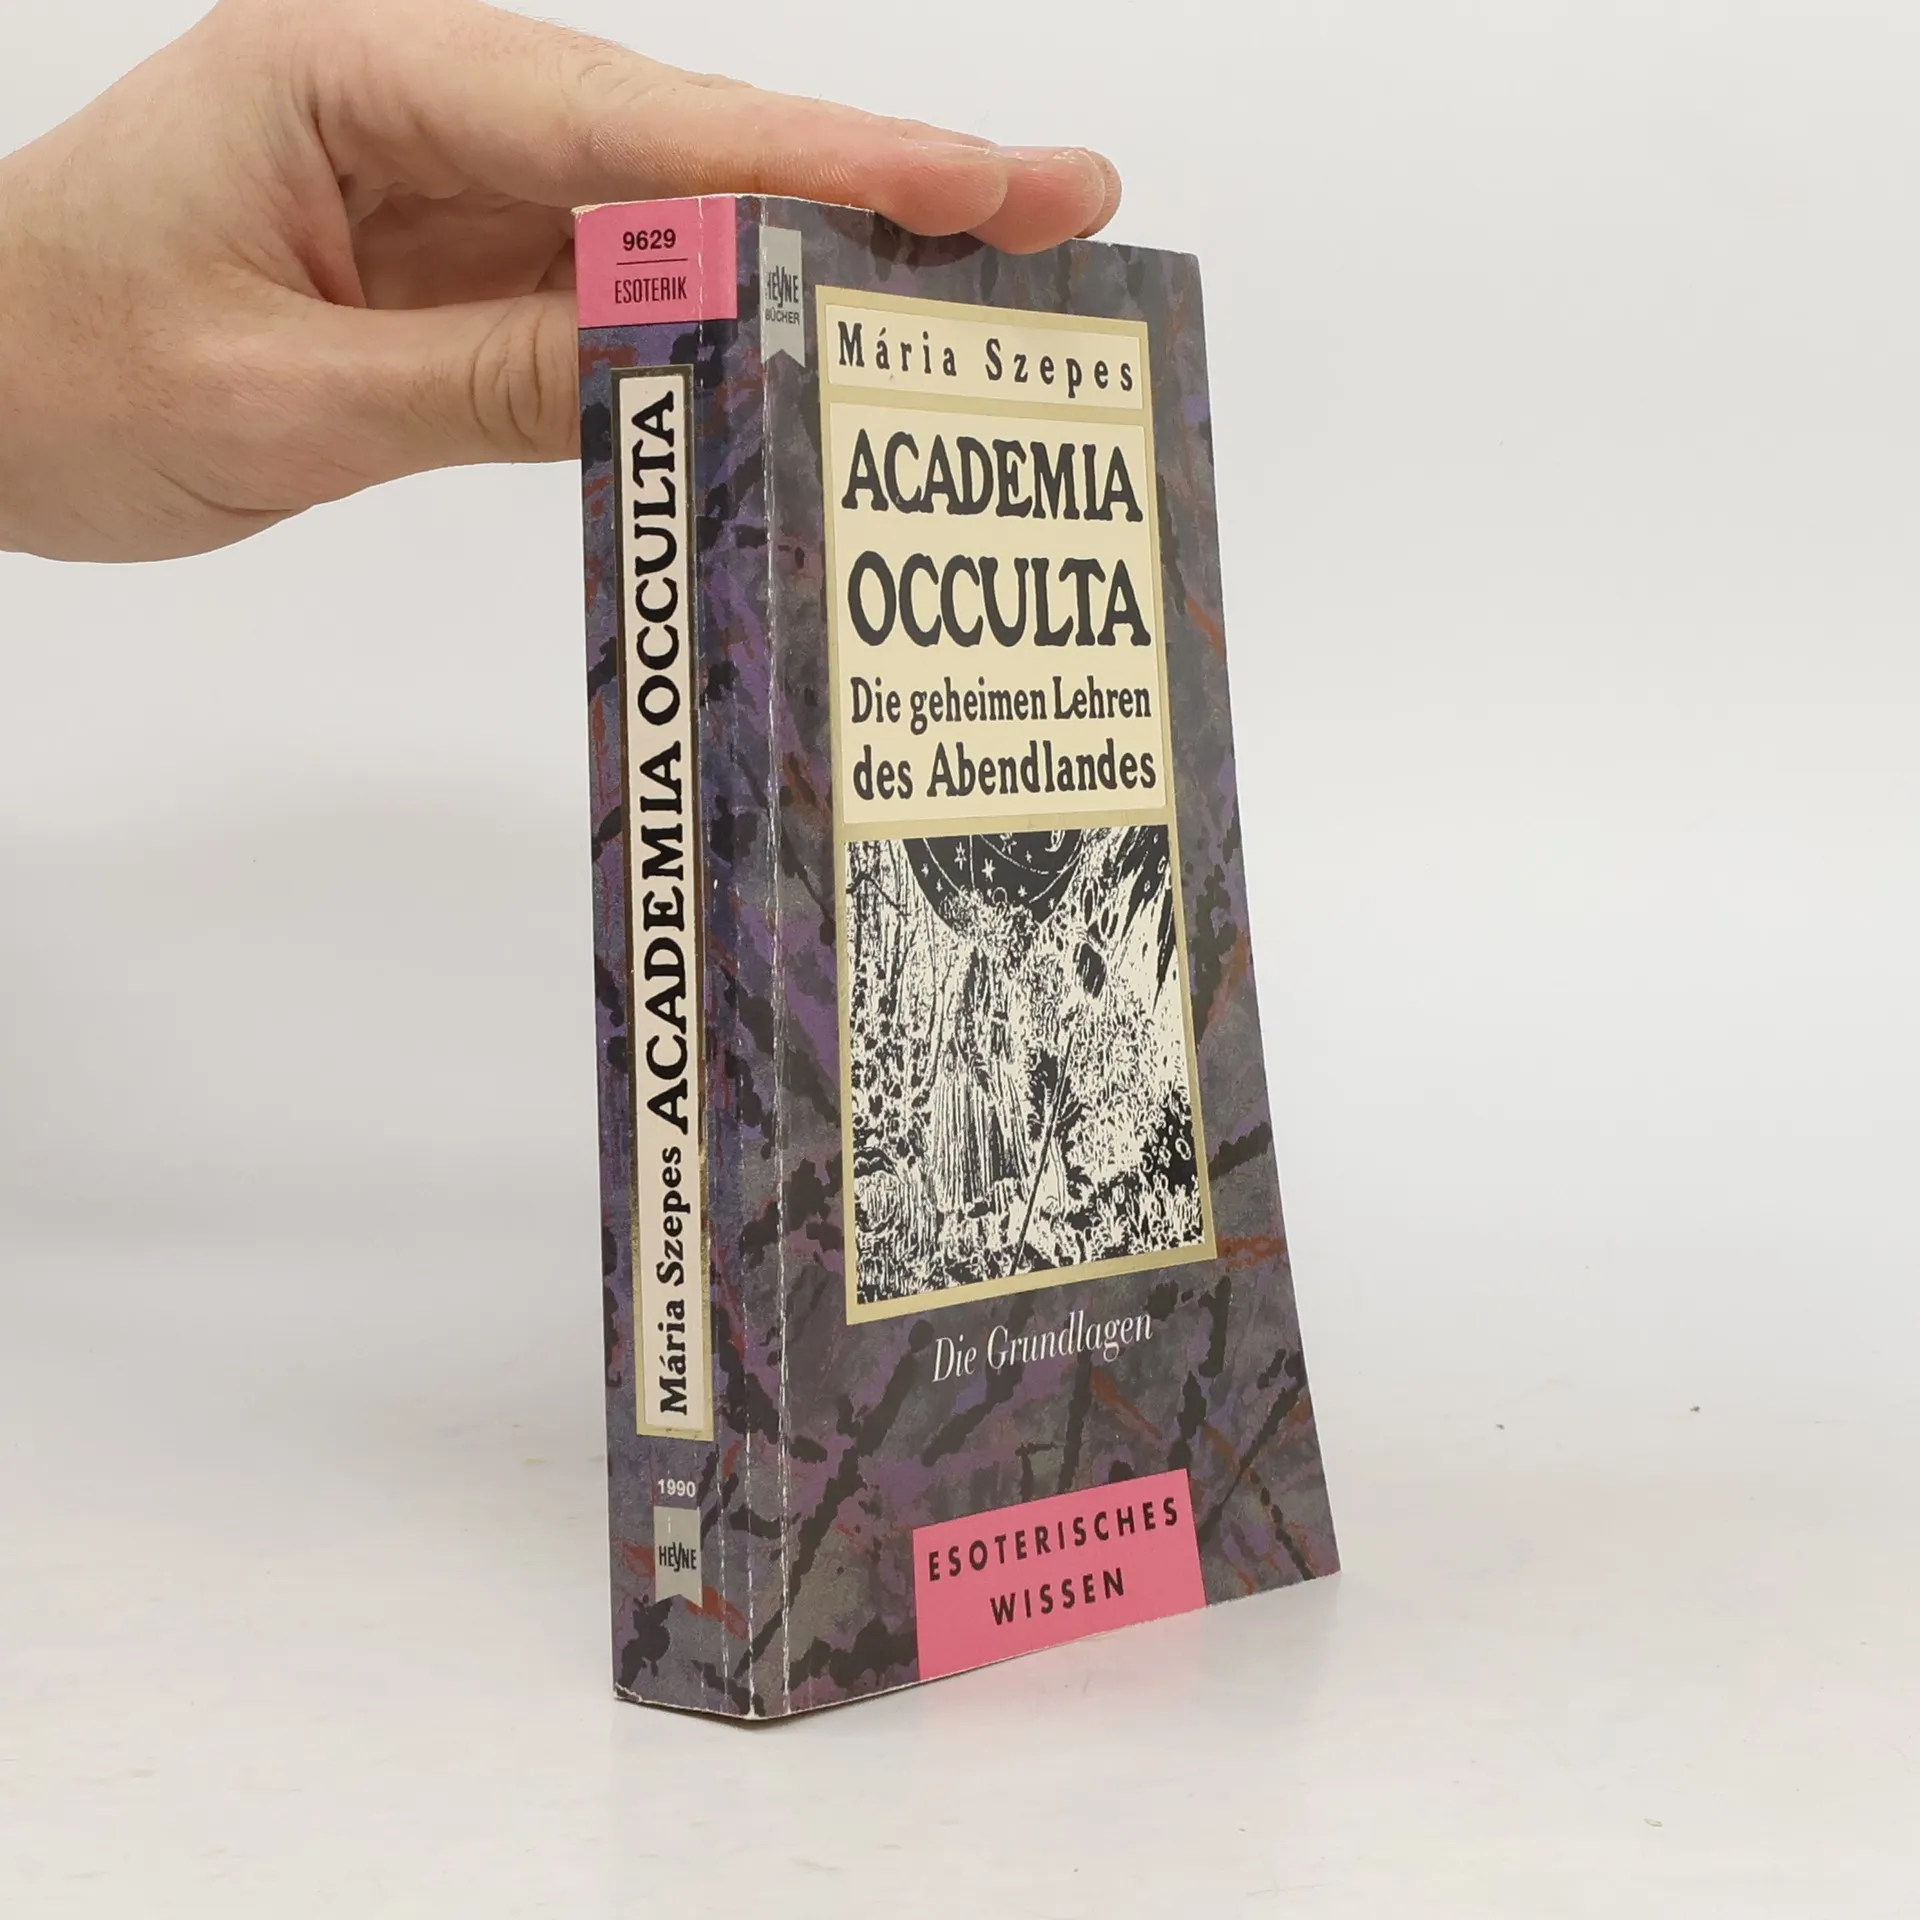 9629
ESOTERIK
Mária Szepes ACADEMIA OCCULTA
1990
HEYNE
HEYNE
BÜCHER
Mária Szepes
ACADEMIA
OCCULTA
Die geheimen Lehren
des Abendlandes
Die Grundlagen
ESOTERISCHES
WISSEN